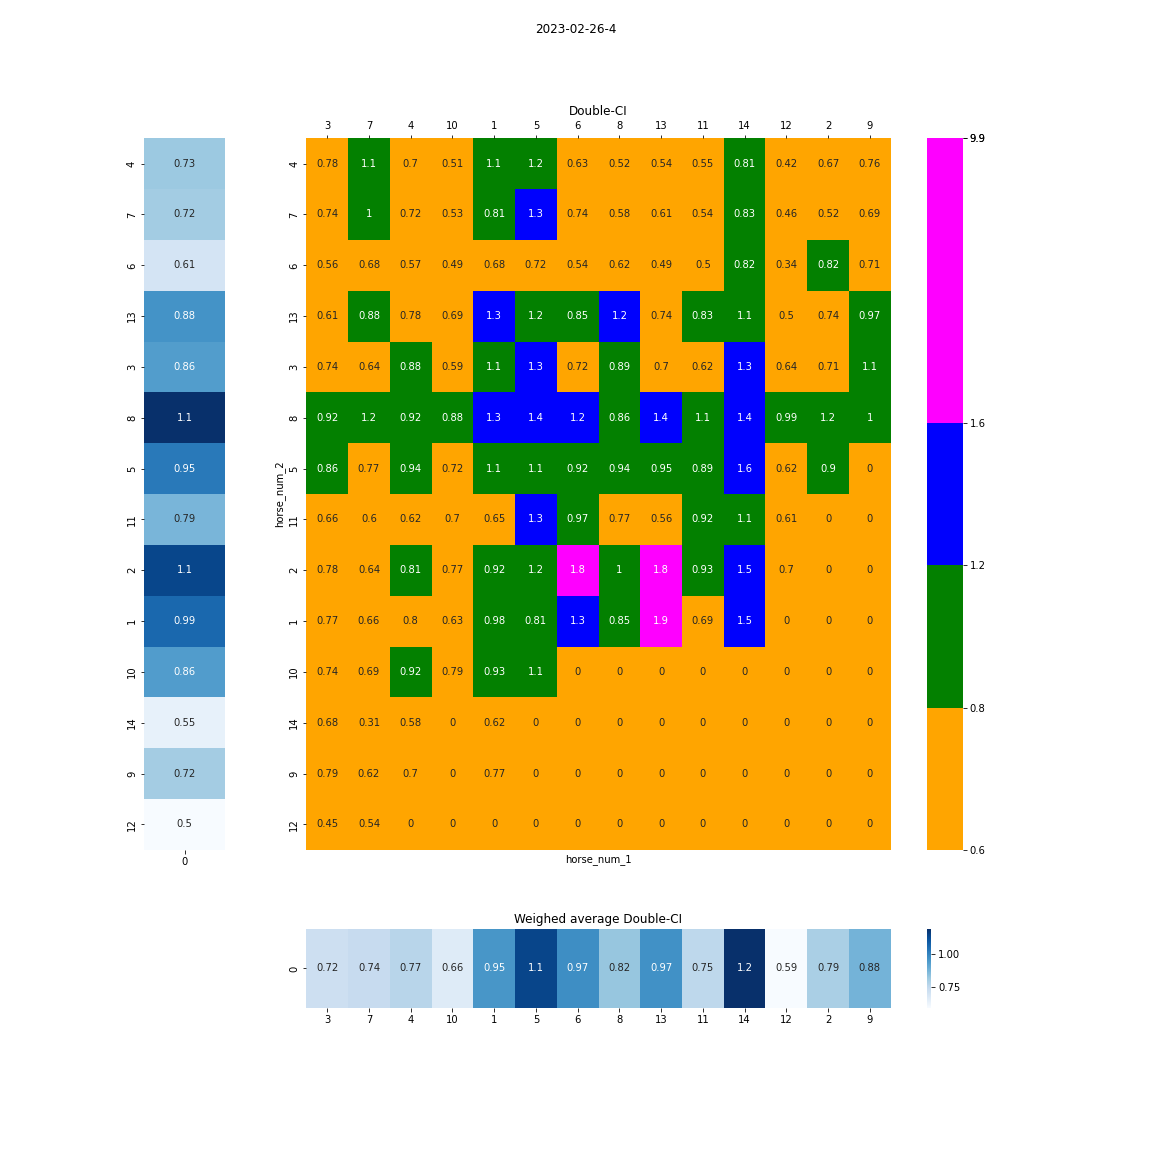 2023-02-26-4
Double-CI
3 7 4 10 1 5 6 8 13 11 14 12 2 9
9.9
4 0.73 4 0.78 1.1 0.7 0.51 1.1 1.2 0.63 0.52 0.54 0.55 0.81 0.42 0.67 0.76
7 0.72 7 0.74 1 0.72 0.53 0.81 1.3 0.74 0.58 0.61 0.54 0.83 0.46 0.52 0.69
6 0.61 6 0.56 0.68 0.57 0.49 0.68 0.72 0.54 0.62 0.49 0.5 0.82 0.34 0.82 0.71
13 0.88 13 0.61 0.88 0.78 0.69 1.3 1.2 0.85 1.2 0.74 0.83 1.1 0.5 0.74 0.97
3 0.86 3 0.74 0.64 0.88 0.59 1.1 1.3 0.72 0.89 0.7 0.62 1.3 0.64 0.71 1.1
8 1.1 8 0.92 1.2 0.92 0.88 1.3 1.4 1.2 0.86 1.4 1.1 1.4 0.99 1.2 1
1.6
5 0.95 5 0.86 0.77 0.94 0.72 1.1 1.1 0.92 0.94 0.95 0.89 1.6 0.62 0.9 0
horse_num_2
11 0.79 11 0.66 0.6 0.62 0.7 0.65 1.3 0.97 0.77 0.56 0.92 1.1 0.61 0 0
2 1.1 2 0.78 0.64 0.81 0.77 0.92 1.2 1.8 1 1.8 0.93 1.5 0.7 0 0
1.2
1 0.99 1 0.77 0.66 0.8 0.63 0.98 0.81 1.3 0.85 1.9 0.69 1.5 0 0 0
10 0.86 10 0.74 0.69 0.92 0.79 0.93 1.1 0 0 0 0 0 0 0 0
0.8
14 0.55 14 0.68 0.31 0.58 0 0.62 0 0 0 0 0 0 0 0 0
9 0.72 9 0.79 0.62 0.7 0 0.77 0 0 0 0 0 0 0 0 0
12 0.5 12 0.45 0.54 0 0 0 0 0 0 0 0 0 0 0 0
0.6
0
horse_num_1
Weighed average Double-CI
0 0.72 0.74 0.77 0.66 0.95 1.1 0.97 0.82 0.97 0.75 1.2 0.59 0.79 0.88
1.00
0.75
3 7 4 10 1 5 6 8 13 11 14 12 2 9